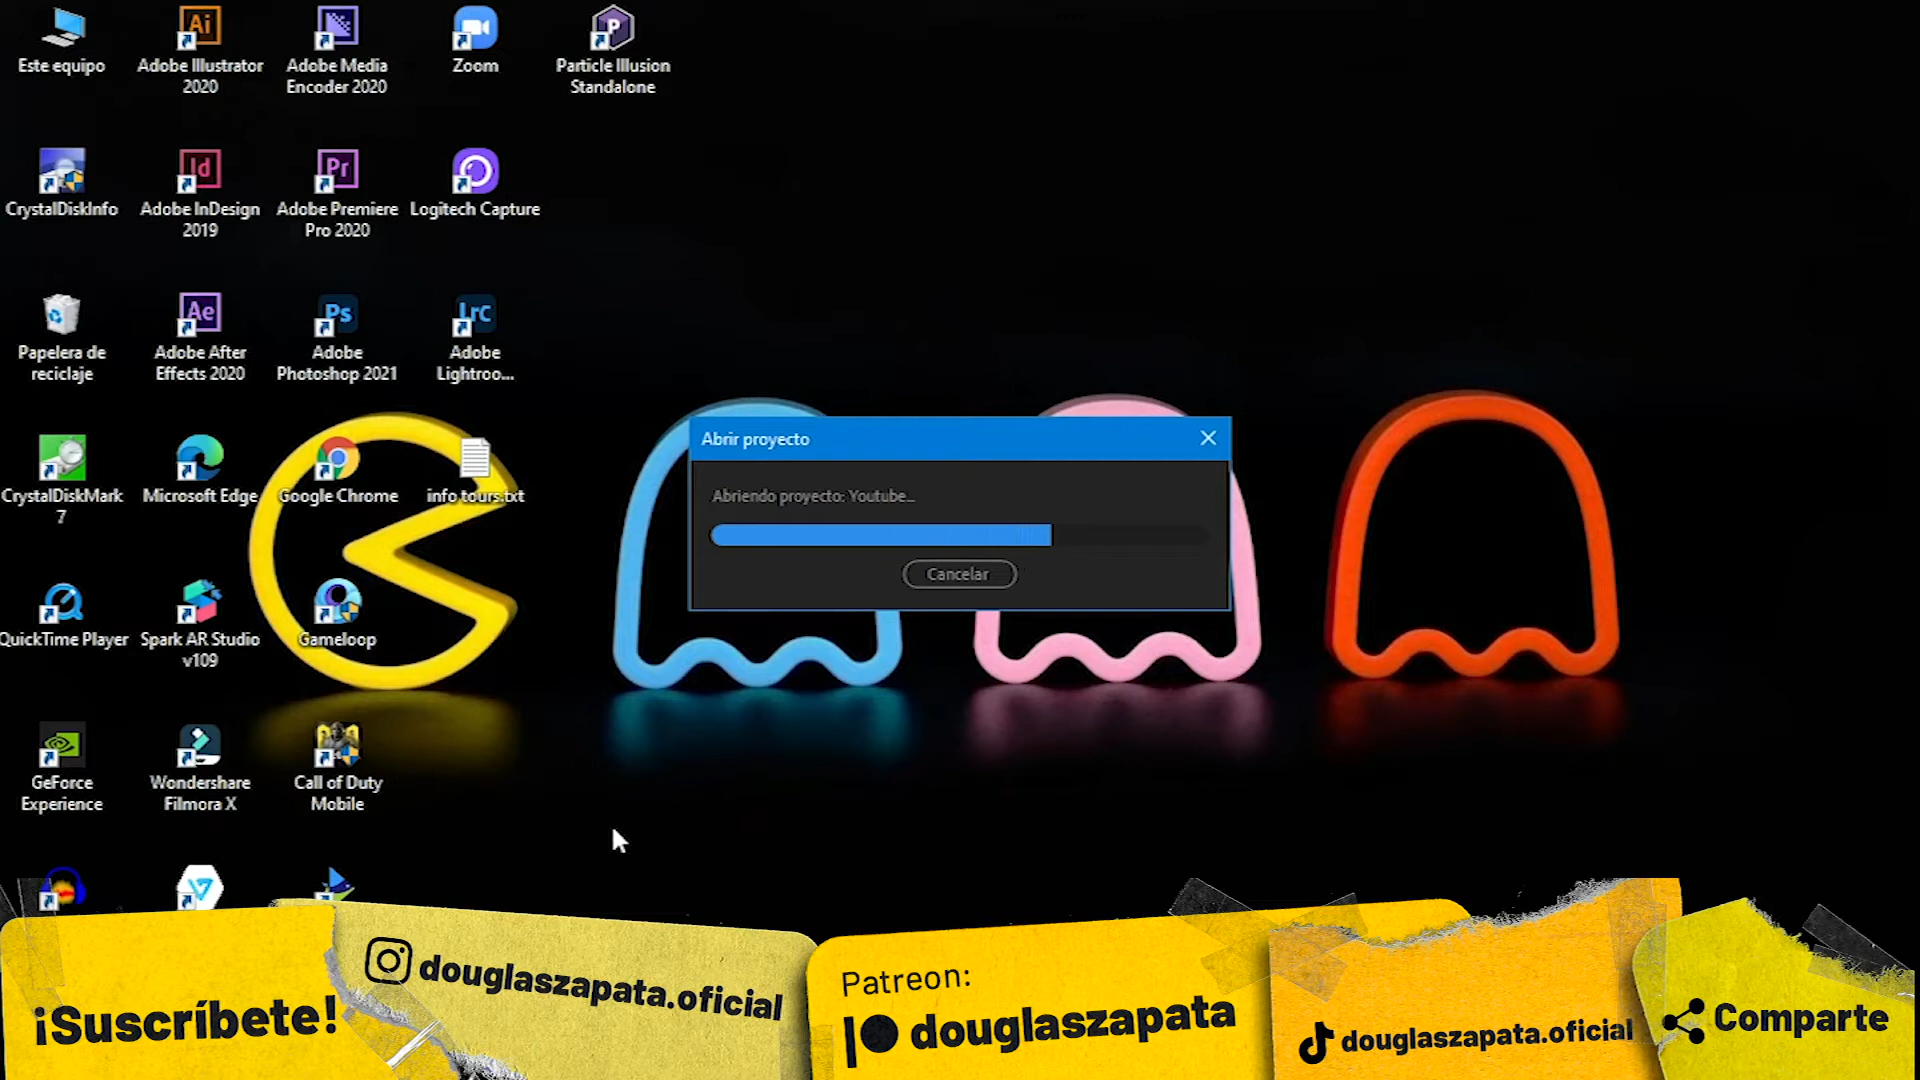 Este equipo
Adobe Illustrator
2020
Adobe Media
Encoder 2020
Zoom
Particle Illusion
Standalone
CrystalDiskInfo
Adobe InDesign
2019
Adobe Premiere
Pro 2020
Logitech Capture
Papelera de
reciclaje
Adobe After
Effects 2020
Adobe
Photoshop 2021
Adobe
Lightroo...
CrystalDiskMark
7
Microsoft Edge
Google Chrome
info tours.txt
Abrir proyecto
Abriendo proyecto: Youtube...
Cancelar
QuickTime Player
Spark AR Studio
v109
Gameloop
GeForce
Experience
Wondershare
Filmora X
Call of Duty
Mobile
¡Suscríbete!
douglaszapata.oficial
Patreon:
douglaszapata
douglaszapata.oficial
Comparte